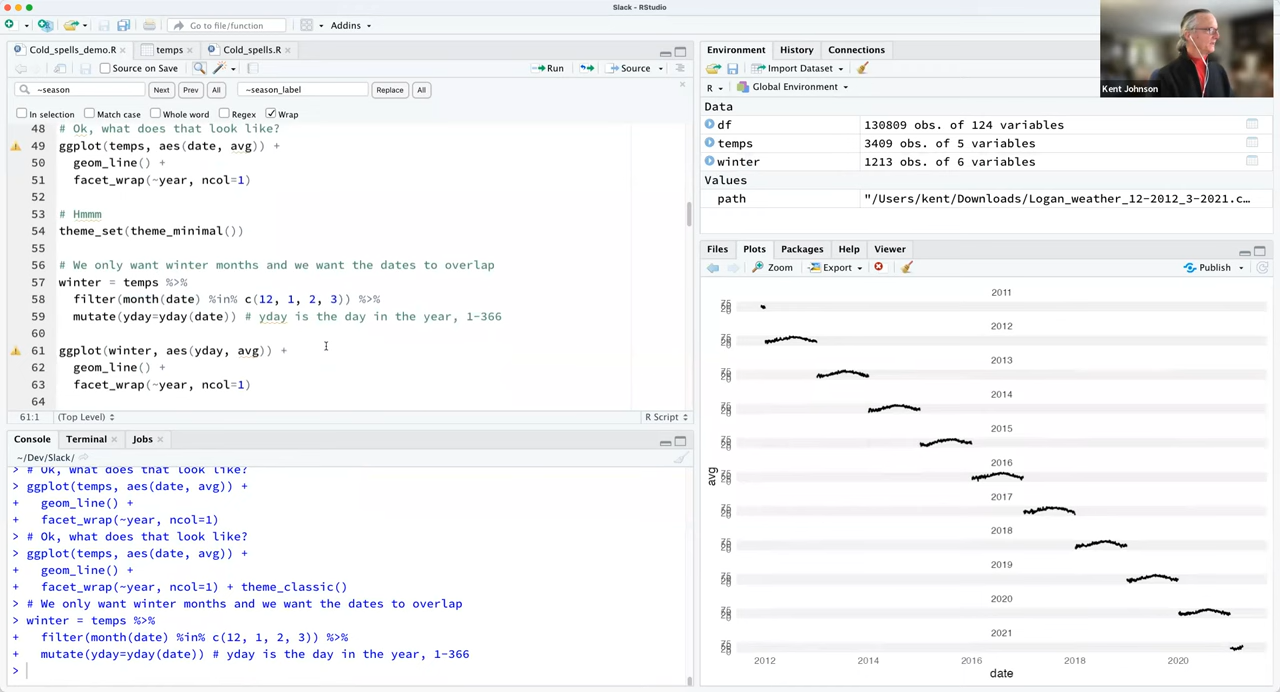 Slack - RStudio
Go to file/function
Addins
Cold_spells_demo.R
temps
Cold_spells.R
Source on Save
Run
Source
~season
Next
Prev
All
~season_label
Replace
All
In selection
Match case
Whole word
Regex
Wrap
48 # Ok, what does that look like?
49 ggplot(temps, aes(date, avg)) +
50 geom_line() +
51 facet_wrap(~year, ncol=1)
52
53 # Hmmm
54 theme_set(theme_minimal())
55
56 # We only want winter months and we want the dates to overlap
57 winter = temps %>%
58 filter(month(date) %in% c(12, 1, 2, 3)) %>%
59 mutate(yday=yday(date)) # yday is the day in the year, 1-366
60
61 ggplot(winter, aes(yday, avg)) +
62 geom_line() +
63 facet_wrap(~year, ncol=1)
64
61:1
(Top Level)
R Script
Console
Terminal
Jobs
~/Dev/Slack/
> # Ok, what does that look like?
> ggplot(temps, aes(date, avg)) +
+ geom_line() +
+ facet_wrap(~year, ncol=1)
> # Ok, what does that look like?
> ggplot(temps, aes(date, avg)) +
+ geom_line() +
+ facet_wrap(~year, ncol=1) + theme_classic()
> # We only want winter months and we want the dates to overlap
> winter = temps %>%
+ filter(month(date) %in% c(12, 1, 2, 3)) %>%
+ mutate(yday=yday(date)) # yday is the day in the year, 1-366
>
Environment
History
Connections
Import Dataset
R
Global Environment
Data
df 130809 obs. of 124 variables
temps 3409 obs. of 5 variables
winter 1213 obs. of 6 variables
Values
path "/Users/kent/Downloads/Logan_weather_12-2012_3-2021.c…
Kent Johnson
Files
Plots
Packages
Help
Viewer
Zoom
Export
Publish
2011
2012
2013
2014
2015
2016
2017
2018
2019
2020
2021
avg
2012 2014 2016 2018 2020
date